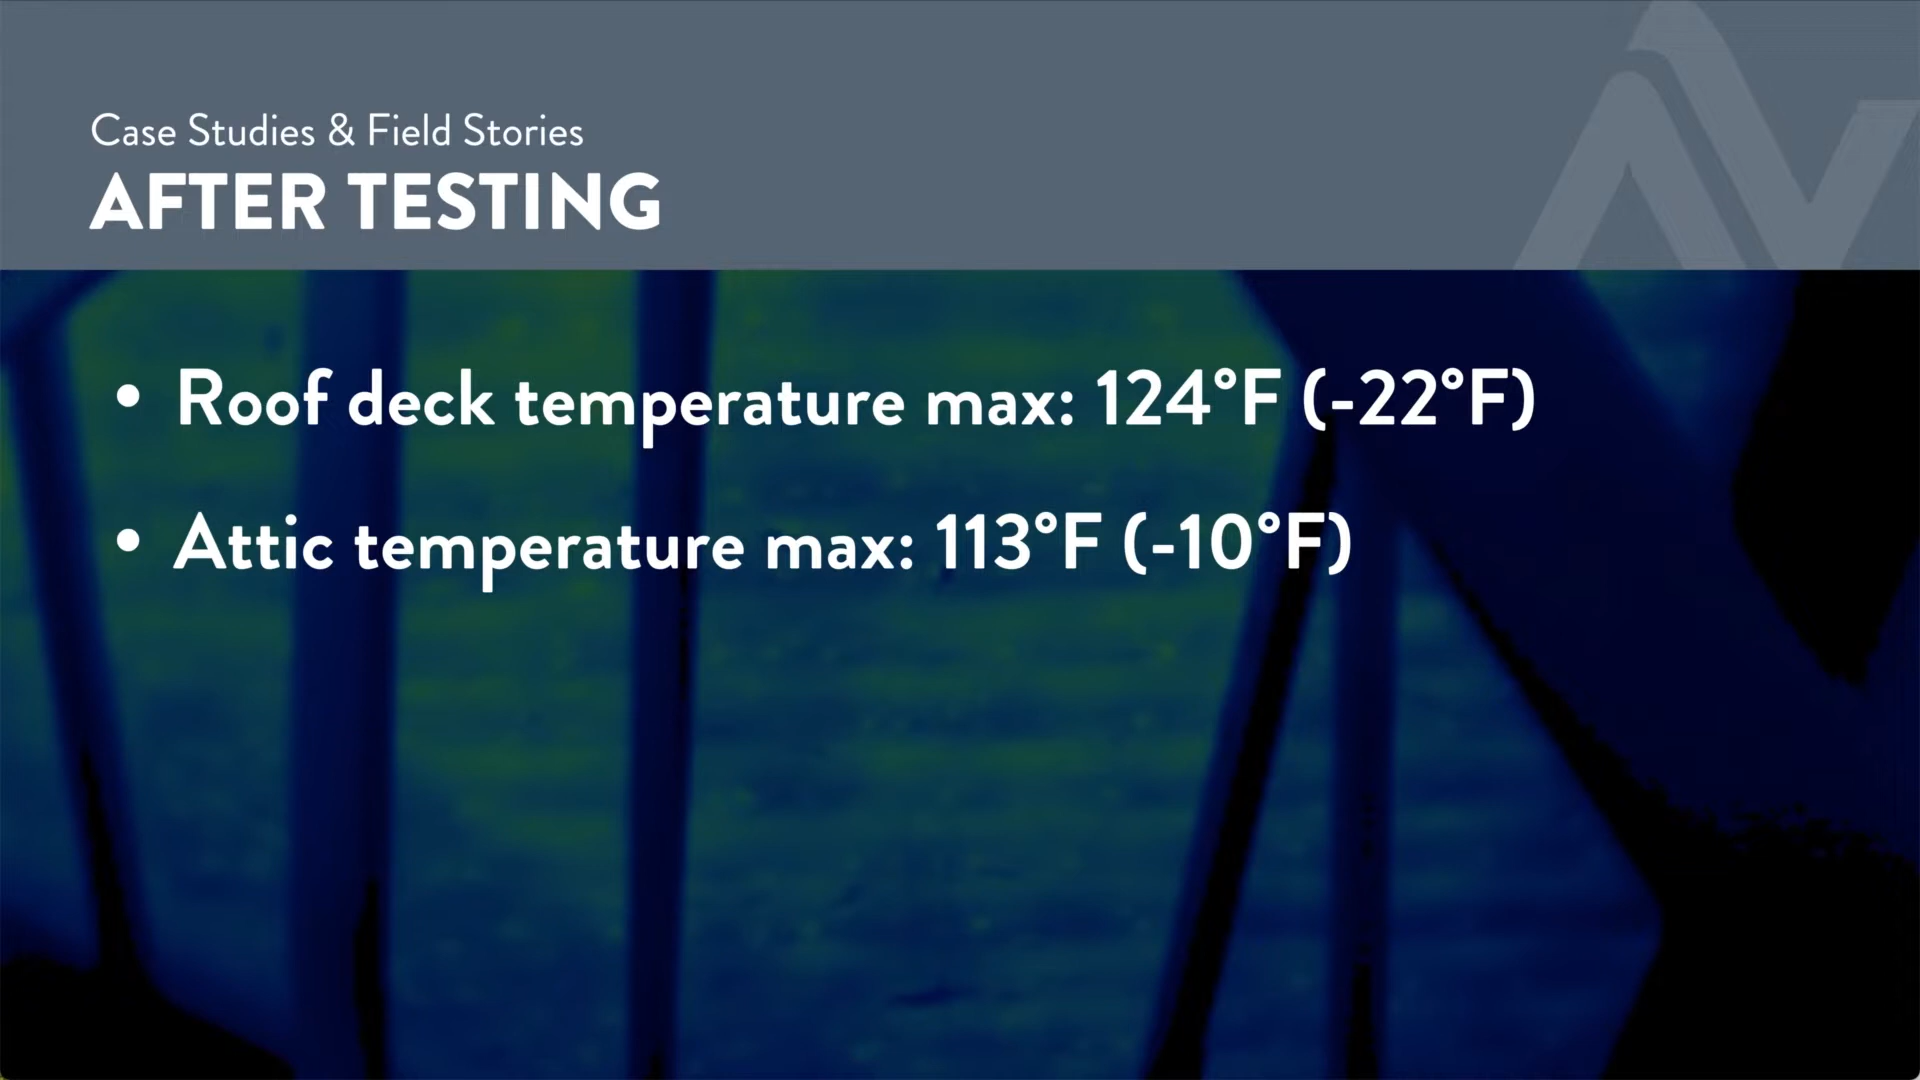 Case Studies & Field Stories
AFTER TESTING
• Roof deck temperature max: 124°F (-22°F)
• Attic temperature max: 113°F (-10°F)